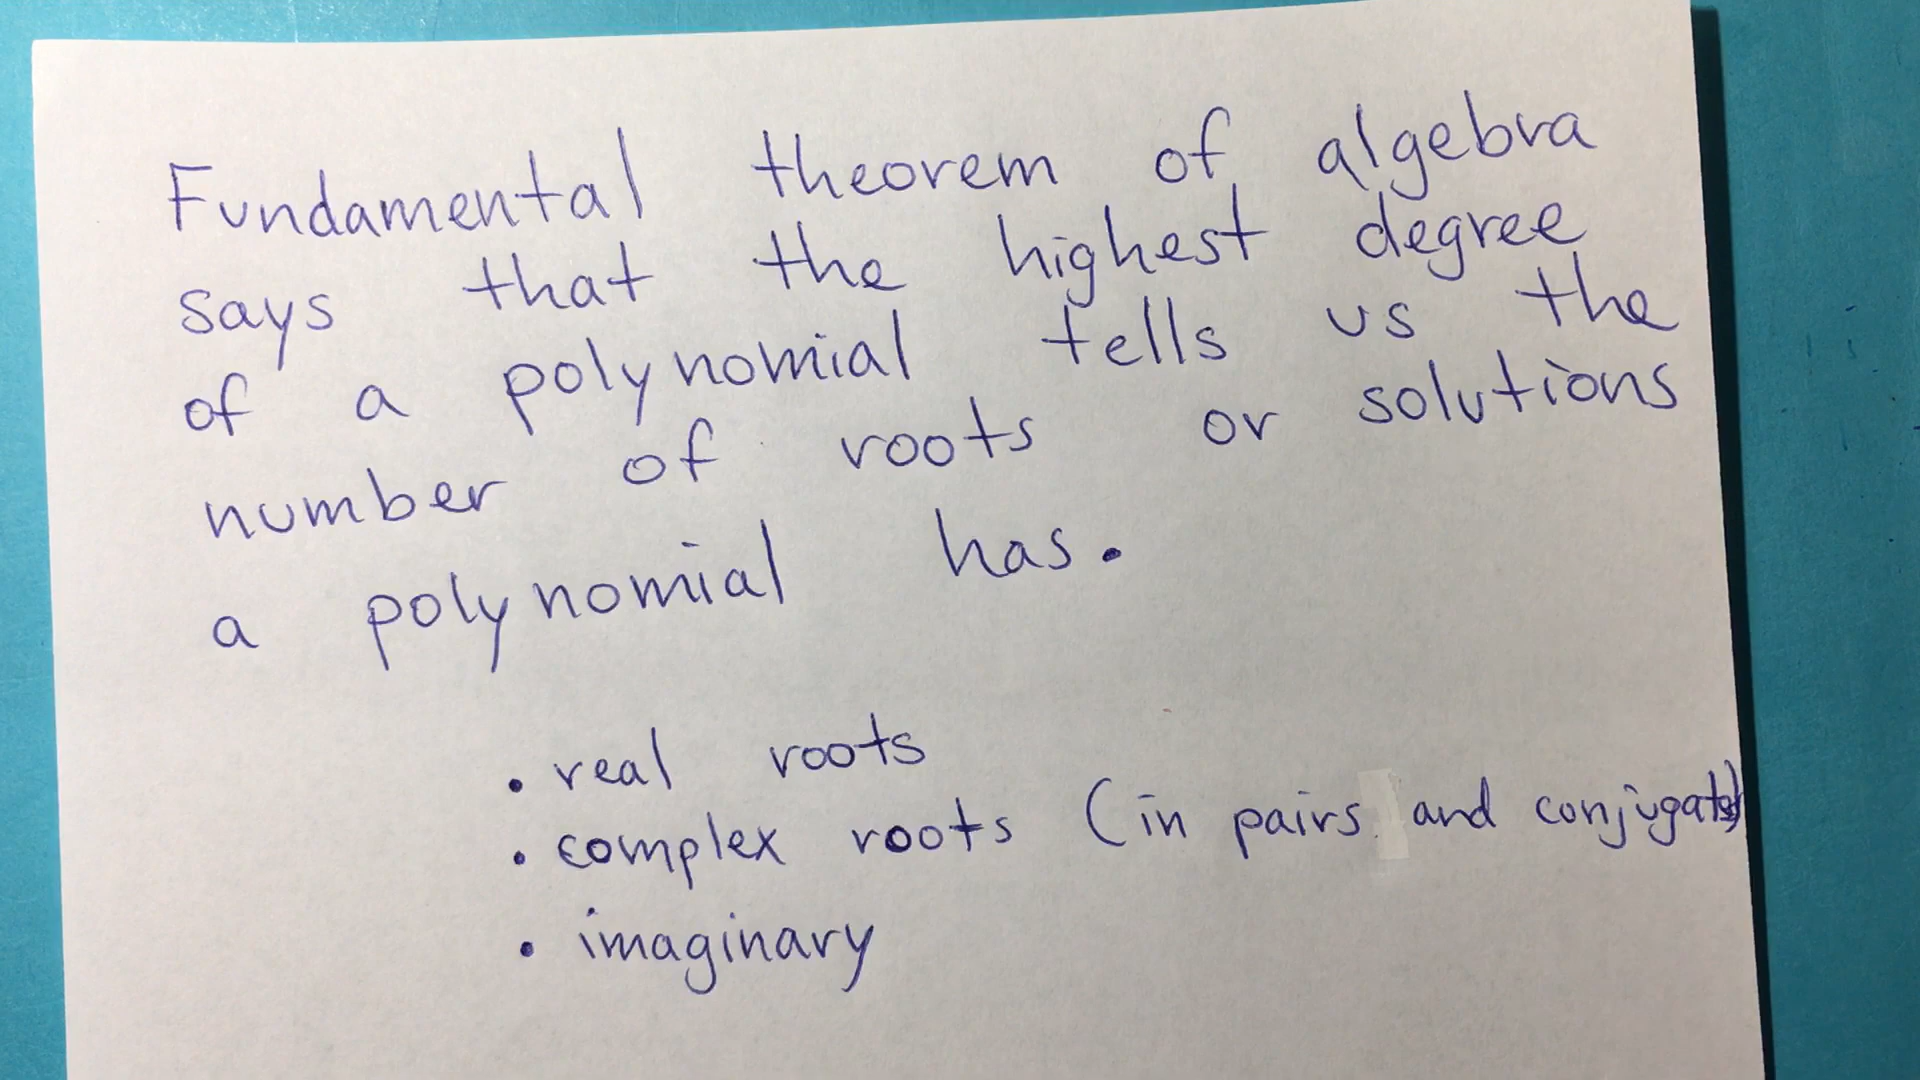 Fundamental theorem of algebra
says that the highest degree
of a polynomial tells us the
number of roots or solutions
a polynomial has.
• real roots
• complex roots (in pairs and conjugate)
• imaginary